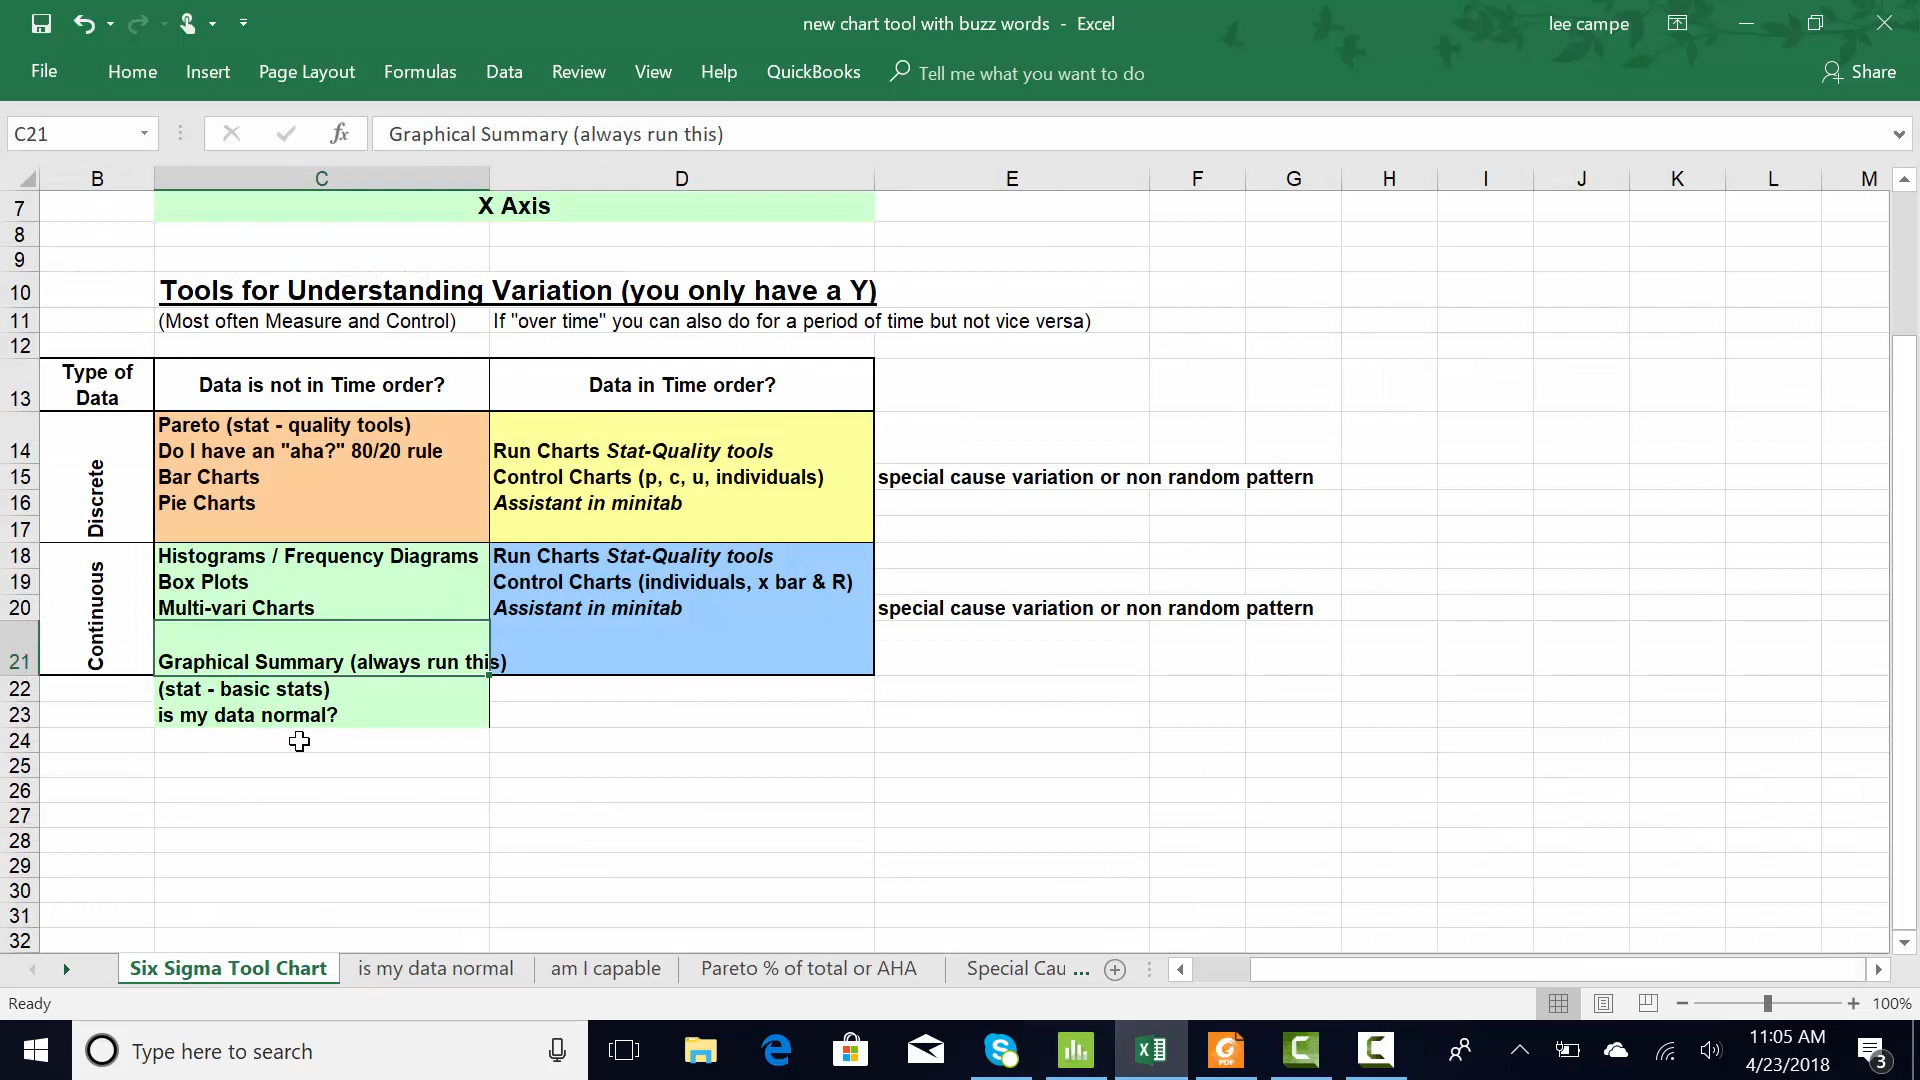 new chart tool with buzz words - Excel
lee campe
File Home Insert Page Layout Formulas Data Review View Help QuickBooks Tell me what you want to do Share
C21 fx Graphical Summary (always run this)
B C D E F G H I J K L M
7 X Axis
8
9
10 Tools for Understanding Variation (you only have a Y)
11 (Most often Measure and Control) If "over time" you can also do for a period of time but not vice versa)
12
13 Type of Data Data is not in Time order? Data in Time order?
Discrete
14 Pareto (stat - quality tools)
Do I have an "aha?" 80/20 rule Run Charts Stat-Quality tools
15 Bar Charts Control Charts (p, c, u, individuals) special cause variation or non random pattern
16 Pie Charts Assistant in minitab
17
Continuous
18 Histograms / Frequency Diagrams Run Charts Stat-Quality tools
19 Box Plots Control Charts (individuals, x bar & R)
20 Multi-vari Charts Assistant in minitab special cause variation or non random pattern
21 Graphical Summary (always run this)
22 (stat - basic stats)
23 is my data normal?
24
25
26
27
28
29
30
31
32
Six Sigma Tool Chart is my data normal am I capable Pareto % of total or AHA Special Cau ...
Ready 100%
Type here to search
PDF
11:05 AM
4/23/2018
3